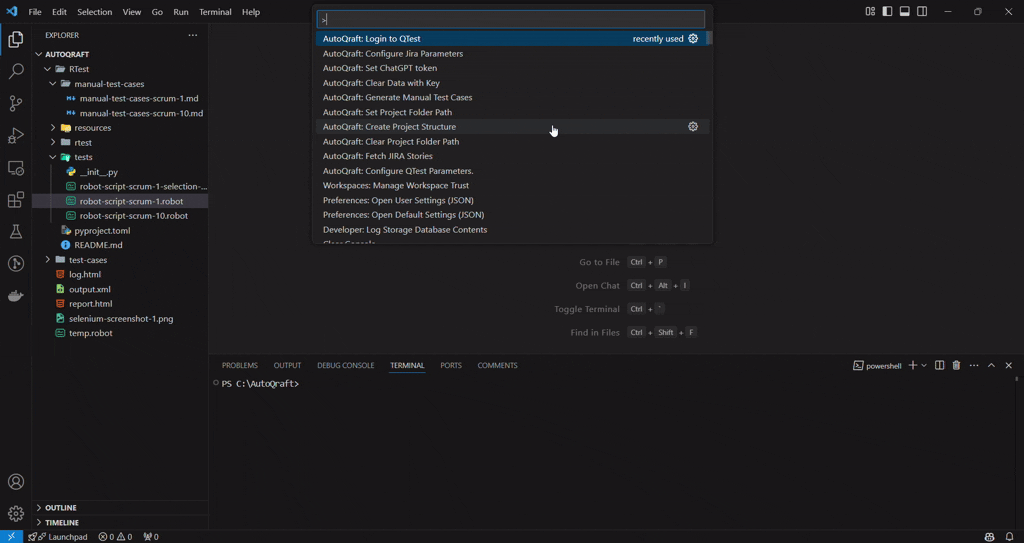 File Edit Selection View Go Run Terminal Help
EXPLORER
AUTOQRAFT
RTest
manual-test-cases
manual-test-cases-scrum-1.md
manual-test-cases-scrum-10.md
resources
rtest
tests
__init__.py
robot-script-scrum-1-selection-...
robot-script-scrum-1.robot
robot-script-scrum-10.robot
pyproject.toml
README.md
test-cases
log.html
output.xml
report.html
selenium-screenshot-1.png
temp.robot
OUTLINE
TIMELINE
>
AutoQraft: Login to QTest recently used
AutoQraft: Configure Jira Parameters
AutoQraft: Set ChatGPT token
AutoQraft: Clear Data with Key
AutoQraft: Generate Manual Test Cases
AutoQraft: Set Project Folder Path
AutoQraft: Create Project Structure
AutoQraft: Clear Project Folder Path
AutoQraft: Fetch JIRA Stories
AutoQraft: Configure QTest Parameters.
Workspaces: Manage Workspace Trust
Preferences: Open User Settings (JSON)
Preferences: Open Default Settings (JSON)
Developer: Log Storage Database Contents
Go to File Ctrl + P
Open Chat Ctrl + Alt + I
Toggle Terminal Ctrl + `
Find in Files Ctrl + Shift + F
PROBLEMS OUTPUT DEBUG CONSOLE TERMINAL PORTS COMMENTS
powershell
PS C:\AutoQraft>
Launchpad 0 0 0